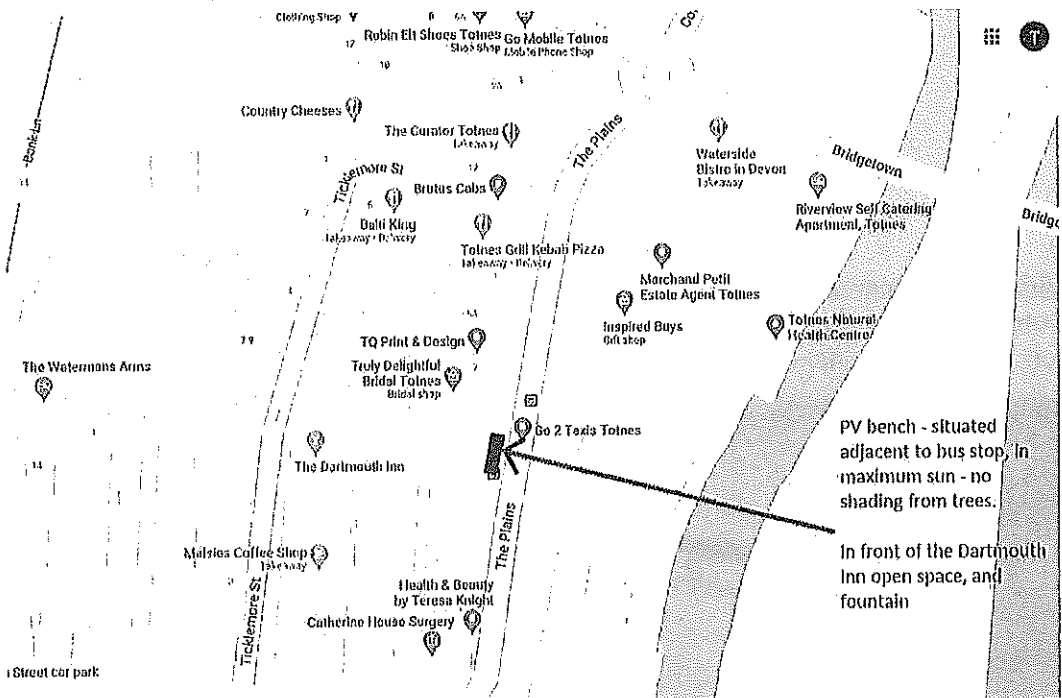 Clothing Shop
Robin Elt Shoes Totnes
Shoe Shop
Go Mobile Totnes
Mobile Phone Shop
17
10
Country Cheeses
The Curator Totnes
Takeaway
The Plains
Bank Ln
Ticklemore St
Brutus Cabs
Waterside
Bistro in Devon
Takeaway
Bridgetown
Riverview Self Catering
Apartment, Totnes
Bridge
Balti King
Takeaway • Delivery
Totnes Grill Kebab Pizza
Takeaway • Delivery
Marchand Petit
Estate Agent Totnes
Inspired Buys
Gift shop
Totnes Natural
Health Centre
TQ Print & Design
Truly Delightful
Bridal Totnes
Bridal shop
The Watermans Arms
Go 2 Taxis Totnes
The Dartmouth Inn
PV bench - situated
adjacent to bus stop, in
maximum sun - no
shading from trees.
In front of the Dartmouth
Inn open space, and
fountain
The Plains
Ticklemore St
Takeaway
Health & Beauty
by Teresa Knight
Catherine House Surgery
Street car park